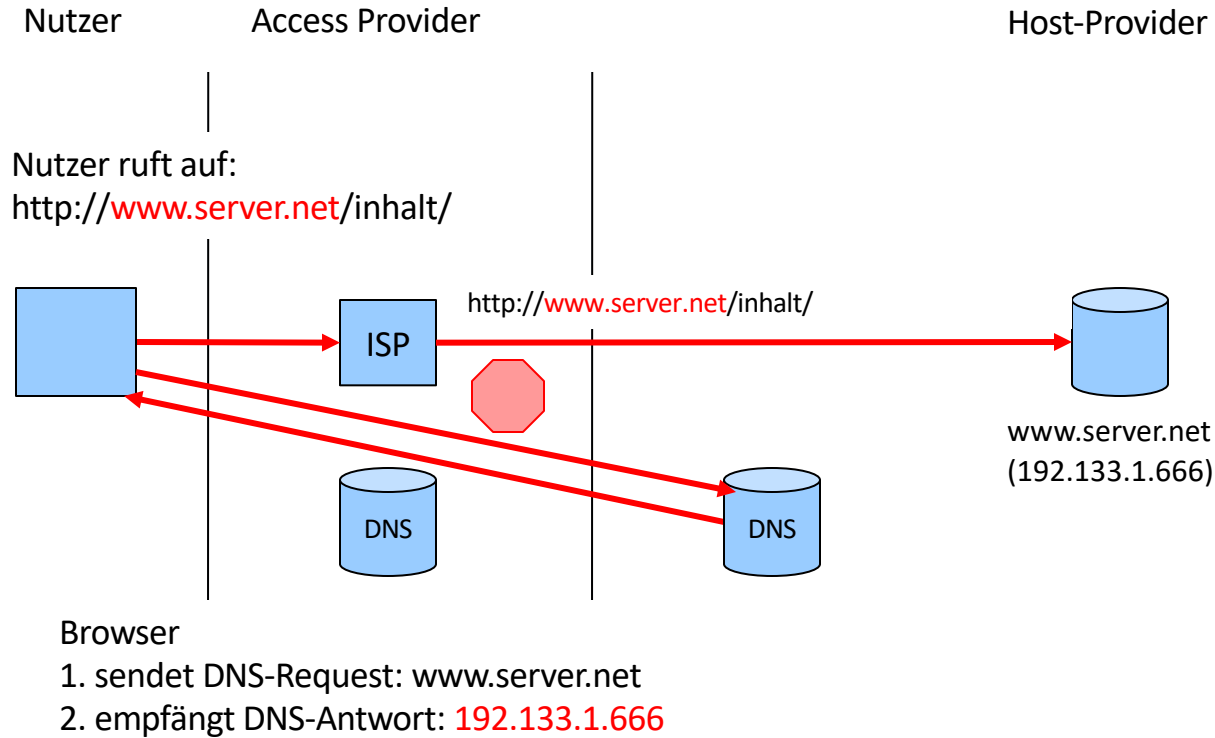 Nutzer
Access Provider
Host-Provider
Nutzer ruft auf:
http://www.server.net/inhalt/
http://www.server.net/inhalt/
ISP
www.server.net
(192.133.1.666)
DNS
DNS
Browser
1. sendet DNS-Request: www.server.net
2. empfängt DNS-Antwort: 192.133.1.666